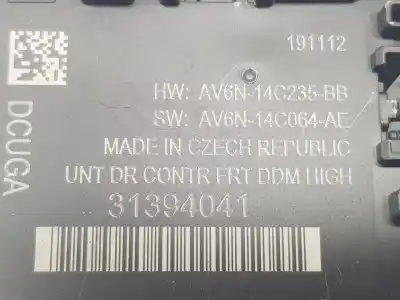 191112
HW: AV6N-14C235-BB
SW: AV6N-14C064-AE
MADE IN CZECH REPUBLIC
UNT DR CONTR FRT DDM HIGH
31394041
DCUGA